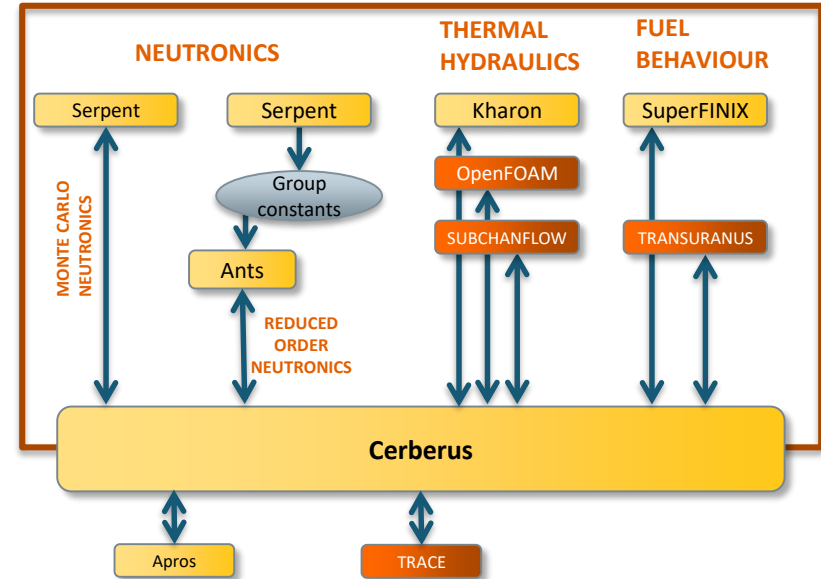 NEUTRONICS
THERMAL
HYDRAULICS
FUEL
BEHAVIOUR
Serpent
Serpent
Kharon
SuperFINIX
OpenFOAM
Group
constants
SUBCHANFLOW
TRANSURANUS
MONTE CARLO
NEUTRONICS
Ants
REDUCED
ORDER
NEUTRONICS
Cerberus
Apros
TRACE